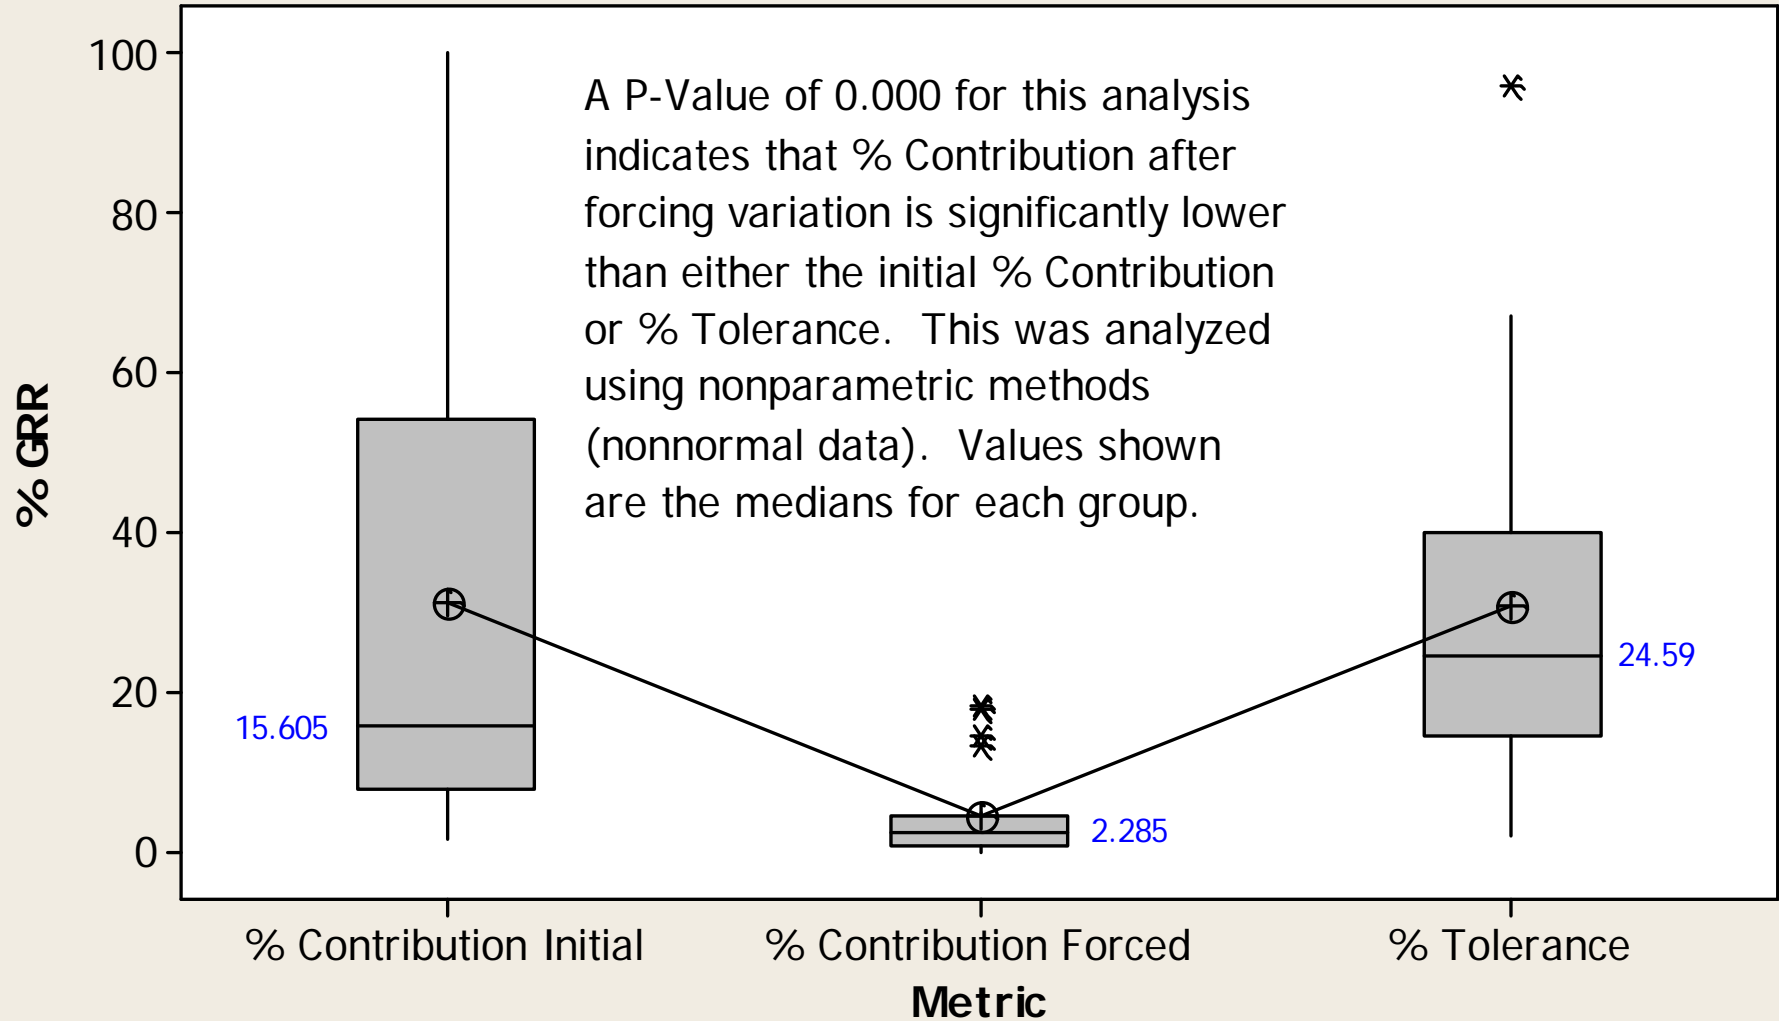 100
80
60
40
20
0
% GRR
A P-Value of 0.000 for this analysis
indicates that % Contribution after
forcing variation is significantly lower
than either the initial % Contribution
or % Tolerance.  This was analyzed
using nonparametric methods
(nonnormal data).  Values shown
are the medians for each group.
15.605
2.285
24.59
% Contribution Initial
% Contribution Forced
% Tolerance
Metric